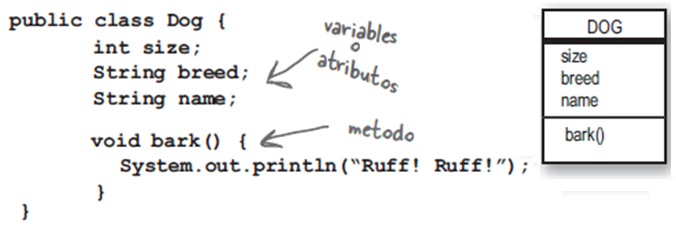 public class Dog {
int size;
String breed;
String name;
variables
o
atributos
void bark() {
metodo
System.out.println(“Ruff! Ruff!”);
}
}
DOG
size
breed
name
bark()